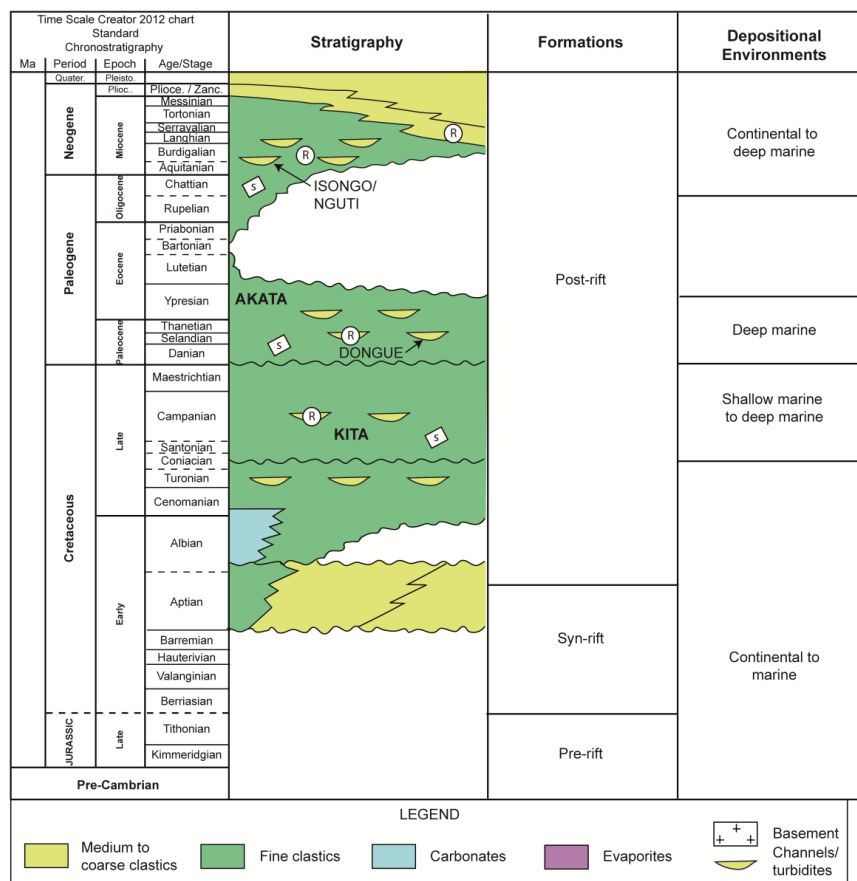 Time Scale Creator 2012 chart
Standard
Chronostratigraphy
Stratigraphy
Formations
Depositional
Environments
Ma
Period
Epoch
Age/Stage
Quater.
Pleisto.
Plioc..
Plioce. / Zanc.
Neogene
Miocene
Messinian
Tortonian
Serravalian
Langhian
Burdigalian
Aquitanian
Paleogene
Oligocene
Chattian
Rupelian
Eocene
Priabonian
Bartonian
Lutetian
Ypresian
Paleocene
Thanetian
Selandian
Danian
Cretaceous
Late
Maestrichtian
Campanian
Santonian
Coniacian
Turonian
Cenomanian
Early
Albian
Aptian
Barremian
Hauterivian
Valanginian
Berriasian
JURASSIC
Late
Tithonian
Kimmeridgian
Pre-Cambrian
R
R
S
ISONGO/
NGUTI
AKATA
R
S
DONGUE
R
KITA
S
Post-rift
Syn-rift
Pre-rift
Continental to
deep marine
Deep marine
Shallow marine
to deep marine
Continental to
marine
LEGEND
Medium to
coarse clastics
Fine clastics
Carbonates
Evaporites
Basement
Channels/
turbidites